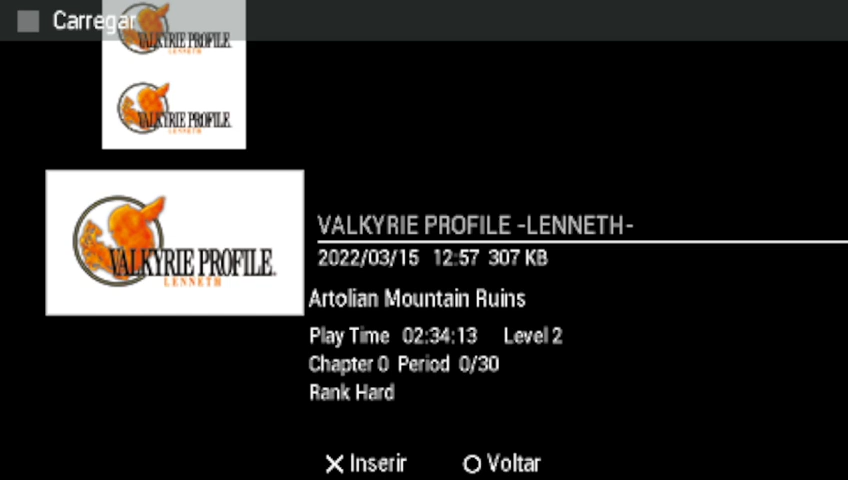 Carregar
VALKYRIE PROFILE
LENNETH
VALKYRIE PROFILE
LENNETH
VALKYRIE PROFILE.
LENNETH
VALKYRIE PROFILE -LENNETH-
2022/03/15 12:57 307 KB
Artolian Mountain Ruins
Play Time 02:34:13 Level 2
Chapter 0 Period 0/30
Rank Hard
Inserir Voltar